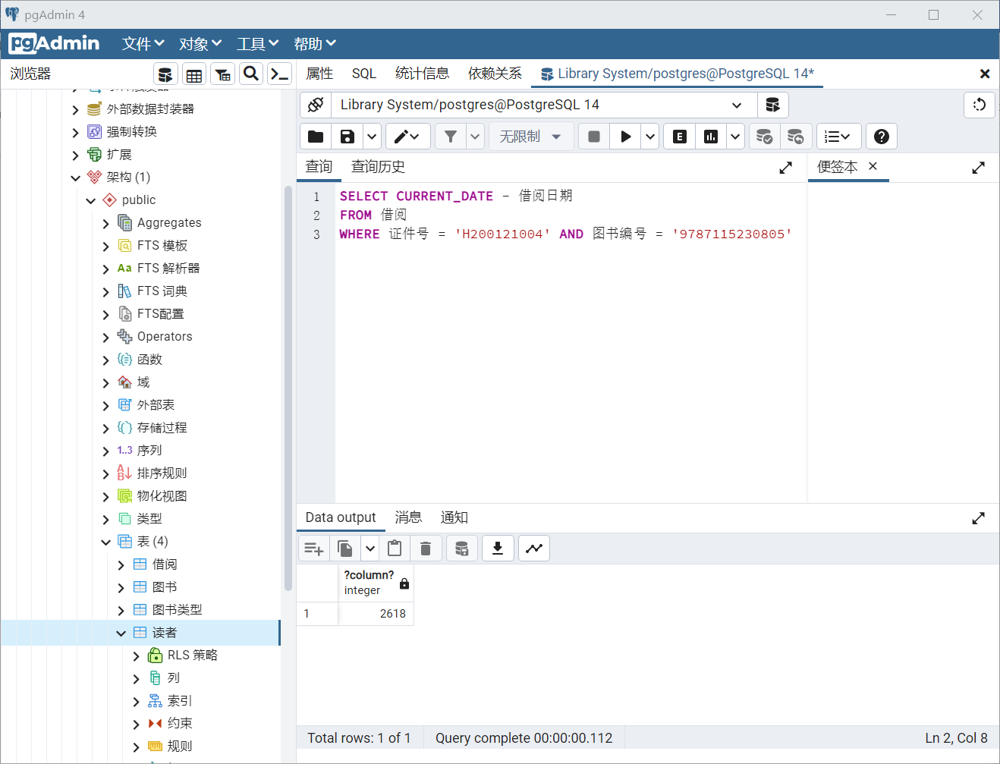 pgAdmin 4
pgAdmin 文件 对象 工具 帮助
浏览器
属性 SQL 统计信息 依赖关系 Library System/postgres@PostgreSQL 14*
外部数据封装器
强制转换
扩展
架构 (1)
public
Aggregates
FTS 模板
Aa FTS 解析器
FTS 词典
FTS配置
Operators
函数
域
外部表
存储过程
1..3 序列
排序规则
物化视图
类型
表 (4)
借阅
图书
图书类型
读者
RLS 策略
列
索引
约束
规则
Library System/postgres@PostgreSQL 14
无限制
查询 查询历史
便签本
1 SELECT CURRENT_DATE - 借阅日期
2 FROM 借阅
3 WHERE 证件号 = 'H200121004' AND 图书编号 = '9787115230805'
Data output 消息 通知
?column?
integer
1 2618
Total rows: 1 of 1 Query complete 00:00:00.112 Ln 2, Col 8